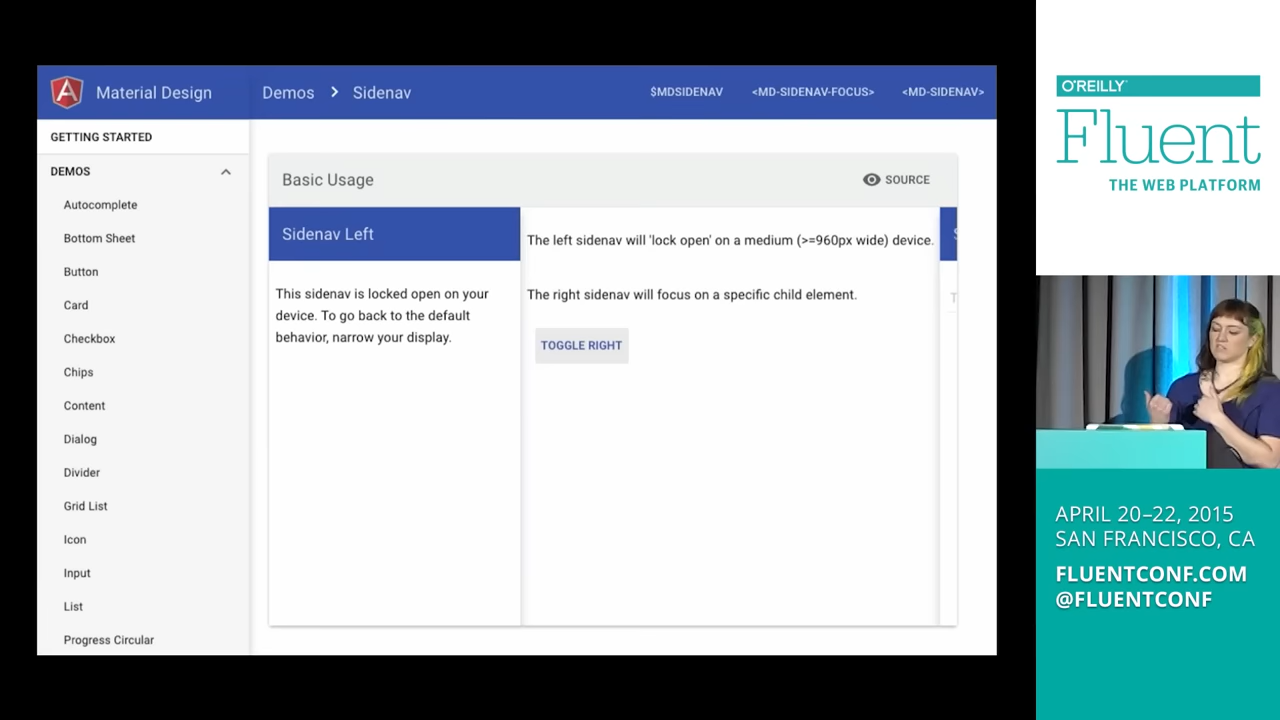 Material Design
Demos
Sidenav
$MDSIDENAV
<MD-SIDENAV-FOCUS>
<MD-SIDENAV>
GETTING STARTED
DEMOS
Autocomplete
Bottom Sheet
Button
Card
Checkbox
Chips
Content
Dialog
Divider
Grid List
Icon
Input
List
Progress Circular
Basic Usage
SOURCE
Sidenav Left
This sidenav is locked open on your
device. To go back to the default
behavior, narrow your display.
The left sidenav will 'lock open' on a medium (>=960px wide) device.
The right sidenav will focus on a specific child element.
TOGGLE RIGHT
O'REILLY
Fluent
THE WEB PLATFORM
APRIL 20–22, 2015
SAN FRANCISCO, CA
FLUENTCONF.COM
@FLUENTCONF